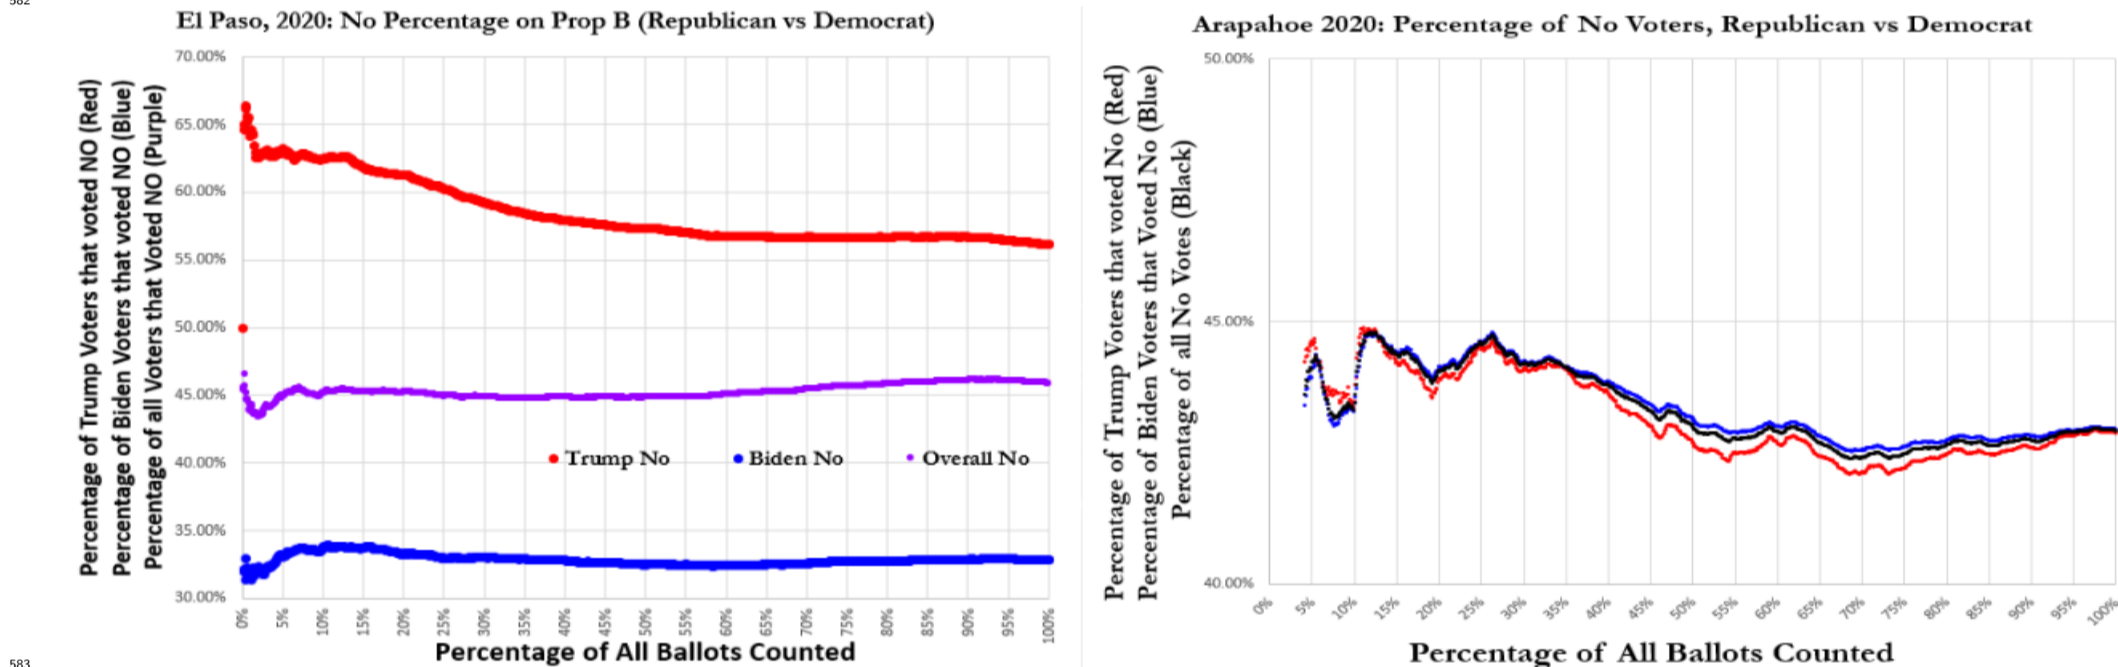 582
El Paso, 2020: No Percentage on Prop B (Republican vs Democrat)
Percentage of Trump Voters that voted NO (Red)
Percentage of Biden Voters that voted NO (Blue)
Percentage of all Voters that Voted NO (Purple)
70.00%
65.00%
60.00%
55.00%
50.00%
45.00%
40.00%
35.00%
30.00%
Trump No Biden No Overall No
0% 5% 10% 15% 20% 25% 30% 35% 40% 45% 50% 55% 60% 65% 70% 75% 80% 85% 90% 95% 100%
Percentage of All Ballots Counted
Arapahoe 2020: Percentage of No Voters, Republican vs Democrat
Percentage of Trump Voters that voted No (Red)
Percentage of Biden Voters that Voted No (Blue
Percentage of all No Votes (Black)
50.00%
45.00%
40.00%
0% 5% 10% 15% 20% 25% 30% 35% 40% 45% 50% 55% 60% 65% 70% 75% 80% 85% 90% 95% 100%
Percentage of All Ballots Counted
583